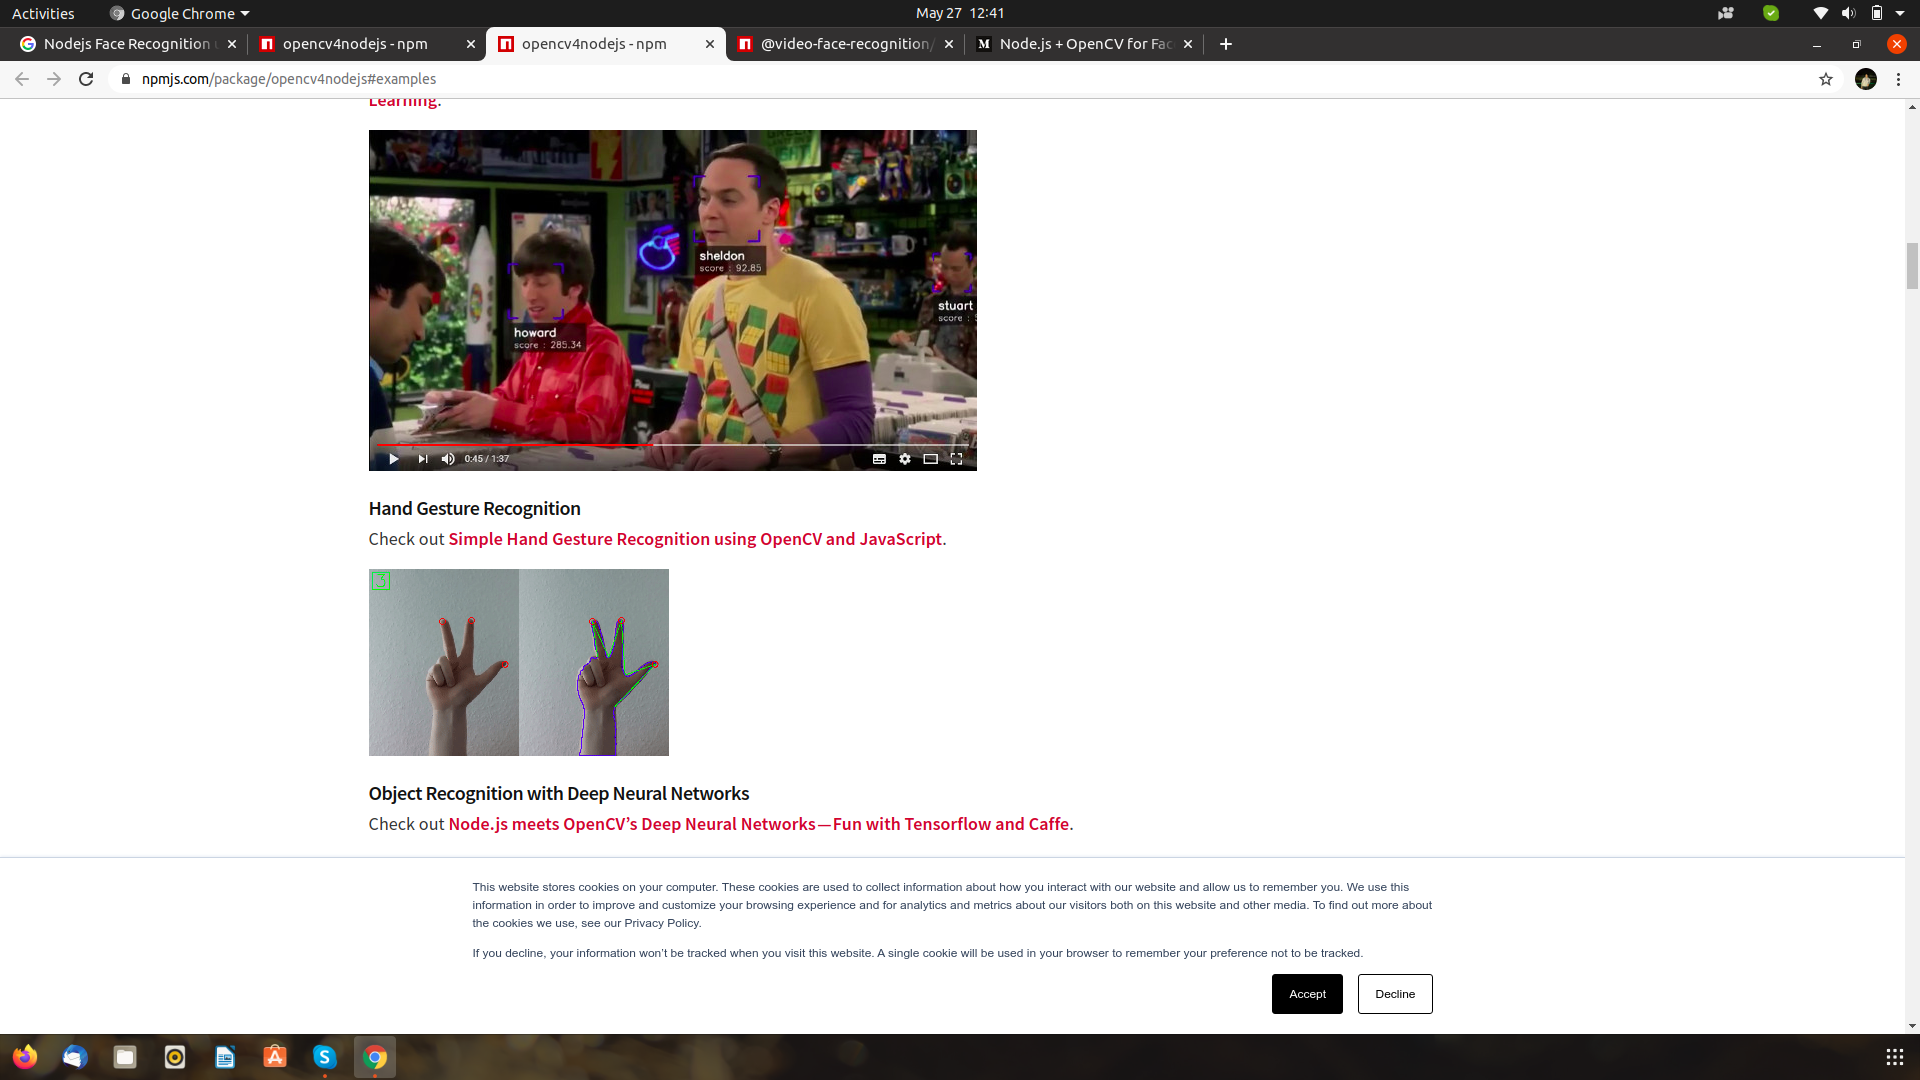 Activities
Google Chrome
May 27 12:41
Nodejs Face Recognition
opencv4nodejs - npm
opencv4nodejs - npm
@video-face-recognition/
Node.js + OpenCV for Fac
npmjs.com/package/opencv4nodejs#examples
Learning.
sheldon
score : 92.85
stuart
score :
howard
score : 285.34
0:45 / 1:37
Hand Gesture Recognition
Check out Simple Hand Gesture Recognition using OpenCV and JavaScript.
3
Object Recognition with Deep Neural Networks
Check out Node.js meets OpenCV’s Deep Neural Networks — Fun with Tensorflow and Caffe.
This website stores cookies on your computer. These cookies are used to collect information about how you interact with our website and allow us to remember you. We use this
information in order to improve and customize your browsing experience and for analytics and metrics about our visitors both on this website and other media. To find out more about
the cookies we use, see our Privacy Policy.
If you decline, your information won’t be tracked when you visit this website. A single cookie will be used in your browser to remember your preference not to be tracked.
Accept
Decline